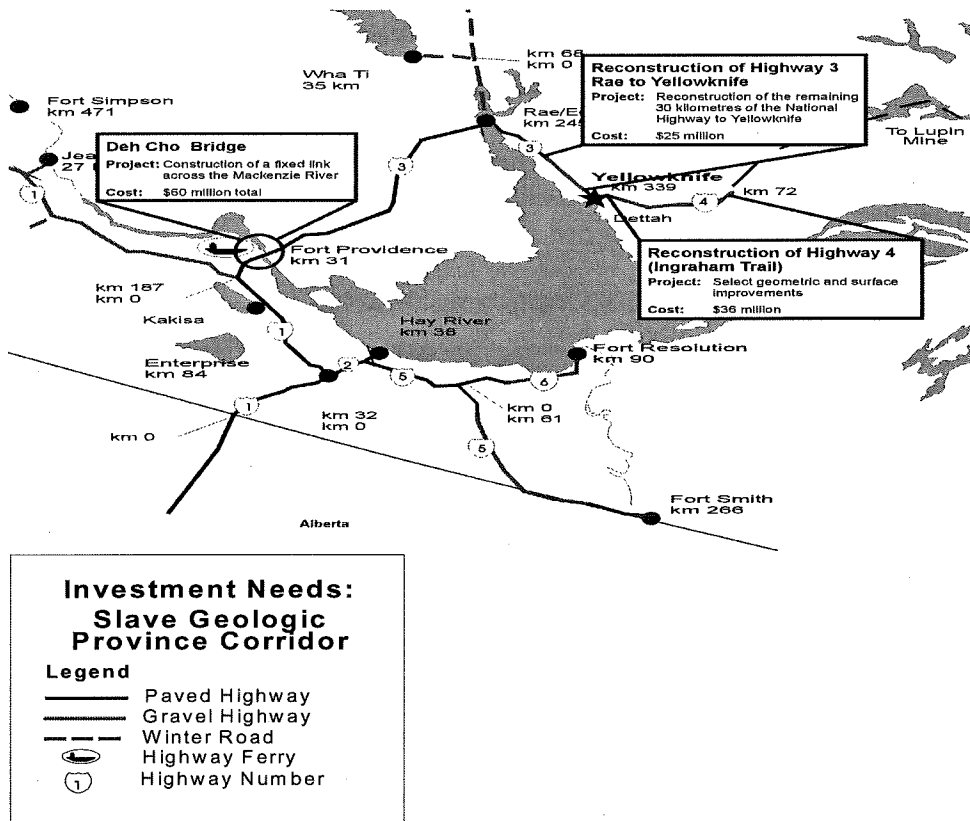 Wha Ti
35 km
km 68
km 0
Reconstruction of Highway 3
Rae to Yellowknife
Project: Reconstruction of the remaining
30 kilometres of the National
Highway to Yellowknife
Cost: $25 million
Fort Simpson
km 471
Deh Cho Bridge
Project: Construction of a fixed link
across the Mackenzie River
Cost: $60 million total
km 245
To Lupin
Mine
3
3
1
Yellowknife
km 339
km 72
4
Dettah
Fort Providence
km 31
Reconstruction of Highway 4
(Ingraham Trail)
Project: Select geometric and surface
improvements
Cost: $36 million
km 187
km 0
Kakisa
1
Hay River
km 38
Fort Resolution
km 90
Enterprise
km 84
2
5
6
1
km 0
km 32
km 0
km 0
km 61
5
Fort Smith
km 266
Alberta
Investment Needs:
Slave Geologic
Province Corridor
Legend
Paved Highway
Gravel Highway
Winter Road
Highway Ferry
1
Highway Number